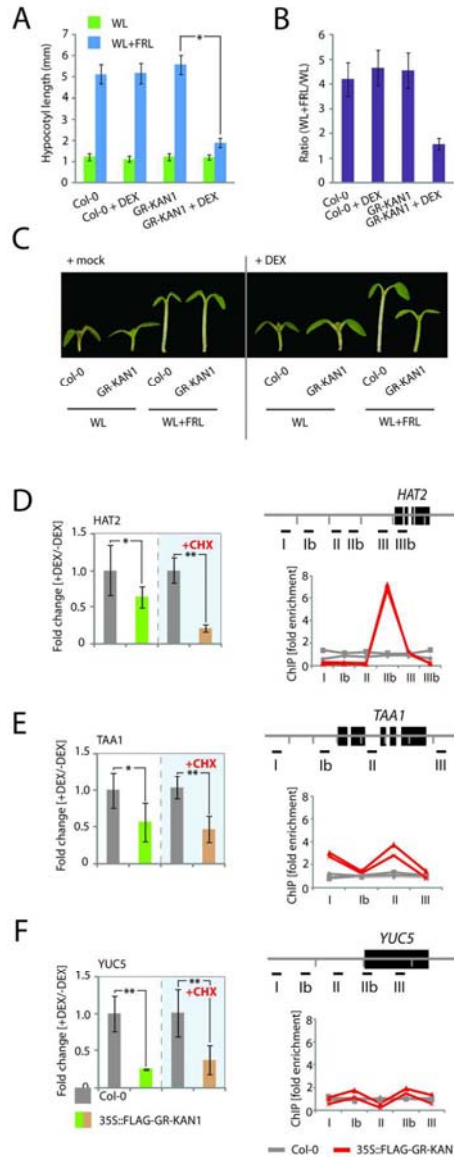 A
WL
WL+FRL
*
Hypocotyl length (mm)
7
6
5
4
3
2
1
0
Col-0
Col-0 + DEX
GR-KAN1
GR-KAN1 + DEX
B
Ratio (WL+FRL/WL)
6
5
4
3
2
1
0
Col-0
Col-0 + DEX
GR-KAN1
GR-KAN1 + DEX
C
+ mock
+ DEX
Col-0
GR-KAN1
Col-0
GR-KAN1
Col-0
GR-KAN1
Col-0
GR-KAN1
WL
WL+FRL
WL
WL+FRL
D
HAT2
+CHX
*
**
Fold change [+DEX/-DEX]
1.5
1.0
0.5
0.0
HAT2
I Ib II IIb III IIIb
ChIP [fold enrichment]
8
6
4
2
0
I Ib II IIb III IIIb
E
TAA1
+CHX
*
**
Fold change [+DEX/-DEX]
1.5
1.0
0.5
0.0
TAA1
I Ib II III
ChIP [fold enrichment]
8
6
4
2
0
I Ib II III
F
YUC5
+CHX
**
**
Fold change [+DEX/-DEX]
1.5
1.0
0.5
0.0
YUC5
I Ib II IIb III
ChIP [fold enrichment]
8
6
4
2
0
I Ib II IIb III
Col-0
35S::FLAG-GR-KAN1
Col-0
35S::FLAG-GR-KAN